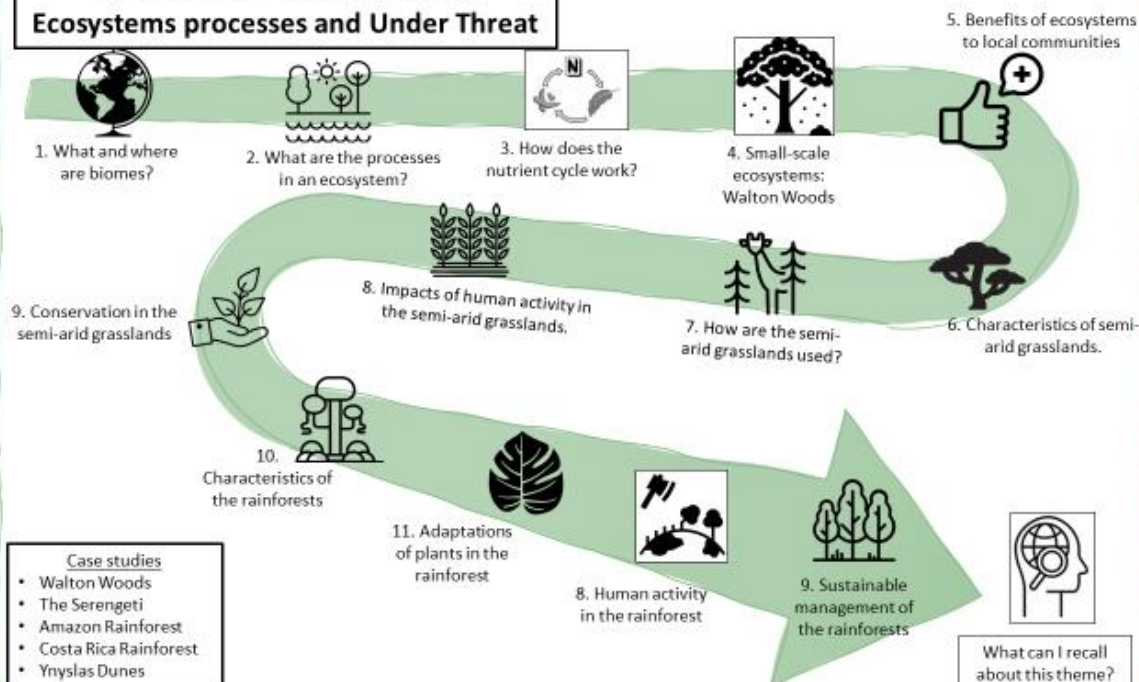 Ecosystems processes and Under Threat
1. What and where
are biomes?
2. What are the processes
in an ecosystem?
N
3. How does the
nutrient cycle work?
4. Small-scale
ecosystems:
Walton Woods
5. Benefits of ecosystems
to local communities
6. Characteristics of semi-
arid grasslands.
7. How are the semi-
arid grasslands used?
8. Impacts of human activity in
the semi-arid grasslands.
9. Conservation in the
semi-arid grasslands
10.
Characteristics of
the rainforests
11. Adaptations
of plants in the
rainforest
8. Human activity
in the rainforest
9. Sustainable
management of
the rainforests
What can I recall
about this theme?
Case studies
• Walton Woods
• The Serengeti
• Amazon Rainforest
• Costa Rica Rainforest
• Ynyslas Dunes